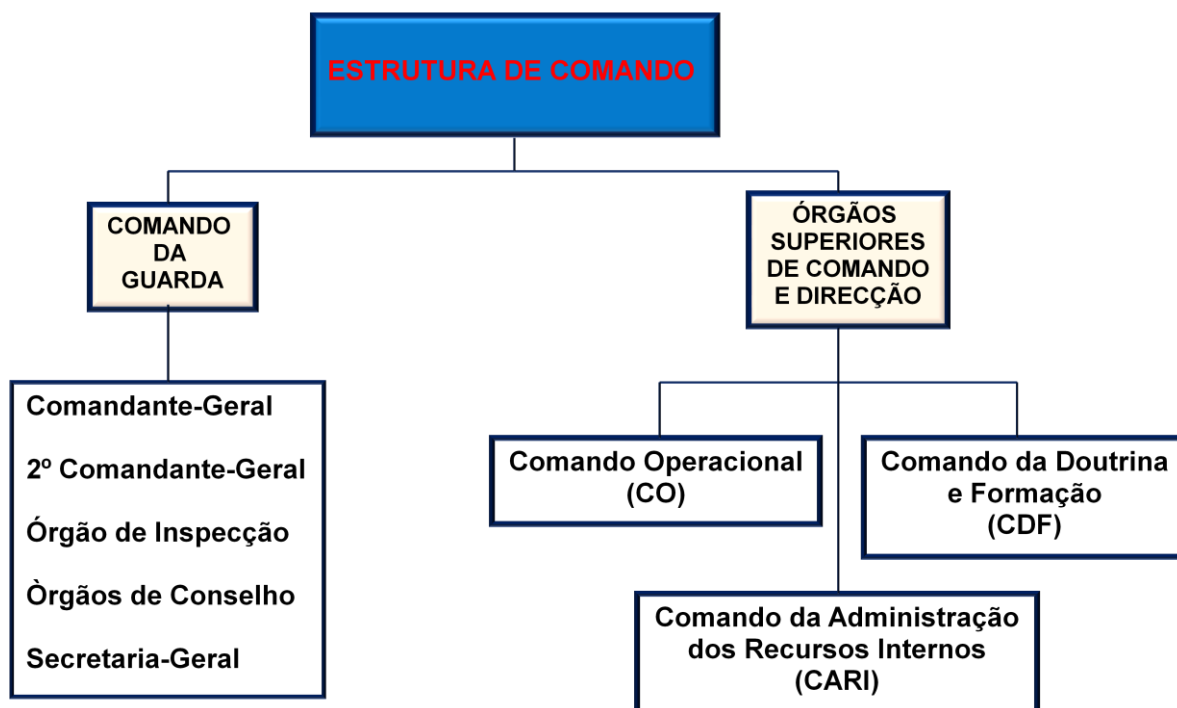 ESTRUTURA DE COMANDO
COMANDO
DA
GUARDA
Comandante-Geral
2º Comandante-Geral
Órgão de Inspecção
Òrgãos de Conselho
Secretaria-Geral
ÓRGÃOS
SUPERIORES
DE COMANDO
E DIRECÇÃO
Comando Operacional
(CO)
Comando da Doutrina
e Formação
(CDF)
Comando da Administração
dos Recursos Internos
(CARI)